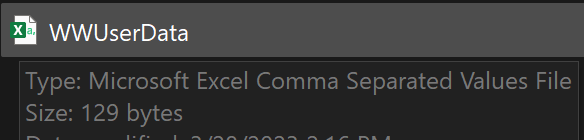 WWUserData
Type: Microsoft Excel Comma Separated Values File
Size: 129 bytes